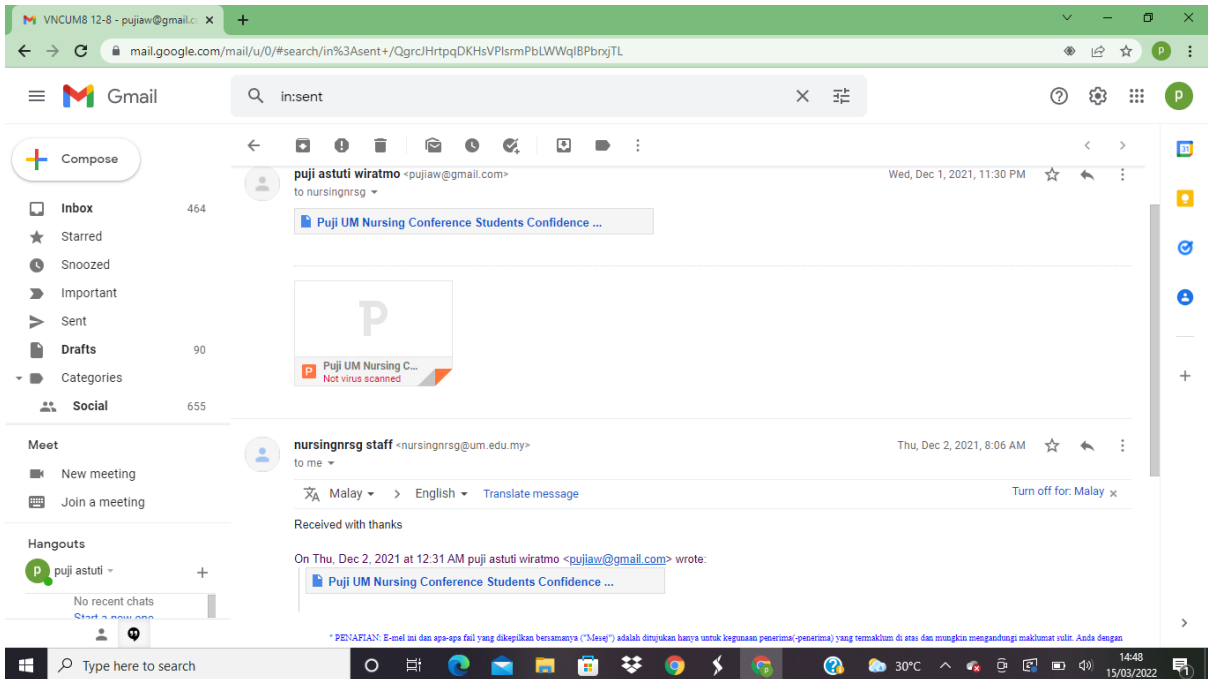 VNCUM8 12-8 - pujiaw@gmail.c
mail.google.com/mail/u/0/#search/in%3Asent+/QgrcJHrtpqDKHsVPlsrmPbLWWqlBPbrxjTL
P
Gmail
in:sent
P
Compose
Inbox 464
Starred
Snoozed
Important
Sent
Drafts 90
Categories
Social 655
Meet
New meeting
Join a meeting
Hangouts
P puji astuti
No recent chats
Start a new one
puji astuti wiratmo <pujiaw@gmail.com> Wed, Dec 1, 2021, 11:30 PM
to nursingnrsg
Puji UM Nursing Conference Students Confidence ...
P
P Puji UM Nursing C...
Not virus scanned
nursingnrsg staff <nursingnrsg@um.edu.my> Thu, Dec 2, 2021, 8:06 AM
to me
Malay > English Translate message Turn off for: Malay x
Received with thanks
On Thu, Dec 2, 2021 at 12:31 AM puji astuti wiratmo <pujiaw@gmail.com> wrote:
Puji UM Nursing Conference Students Confidence ...
" PENAFIAN: E-mel ini dan apa-apa fail yang dikepilkan bersamanya ("Mesej") adalah ditujukan hanya untuk kegunaan penerima(-penerima) yang termaklum di atas dan mungkin mengandungi maklumat sulit. Anda dengan
31
Type here to search
30°C
14:48
15/03/2022
1